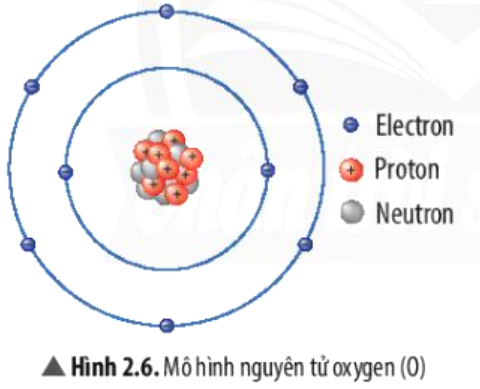 Electron
Proton
Neutron
▲ Hình 2.6. Mô hình nguyên tử oxygen (O)